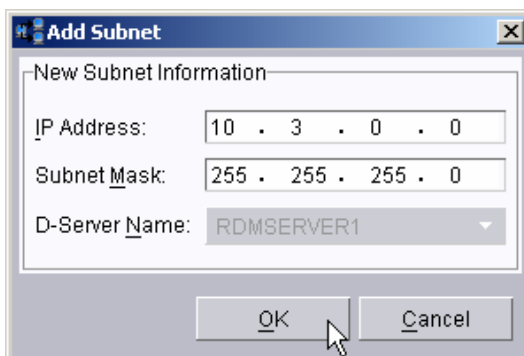 Add Subnet
New Subnet Information
IP Address: 10 . 3 . 0 . 0
Subnet Mask: 255 . 255 . 255 . 0
D-Server Name: RDMSERVER1
OK Cancel